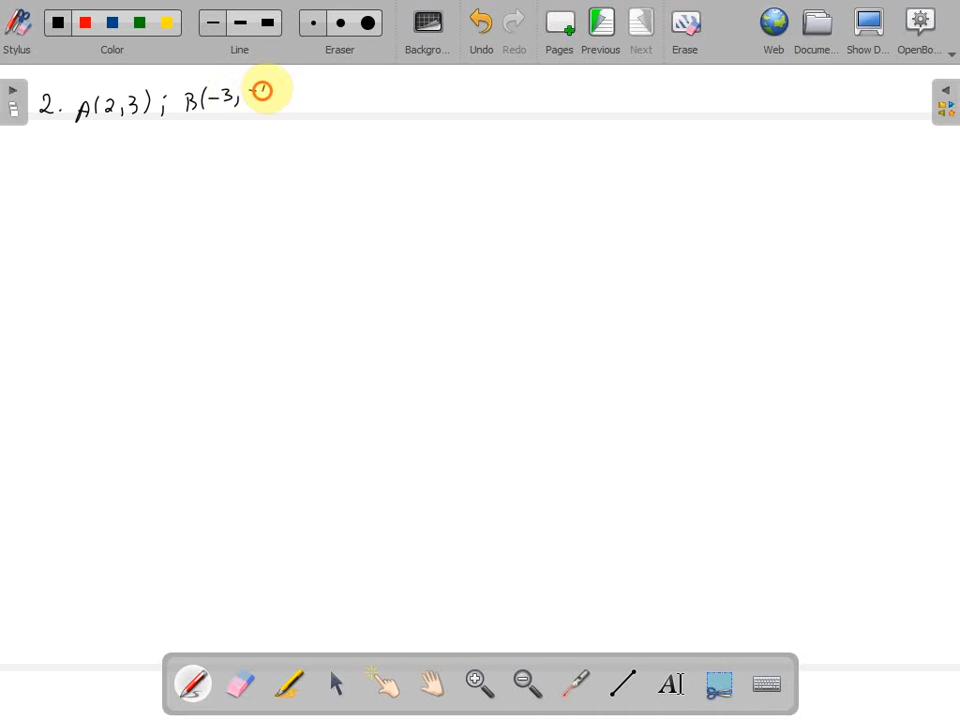 Stylus Color Line Eraser Backgro... Undo Redo Pages Previous Next Erase Web Docume... Show D... OpenBo...
2. A(2,3) ; B(-3, -
A